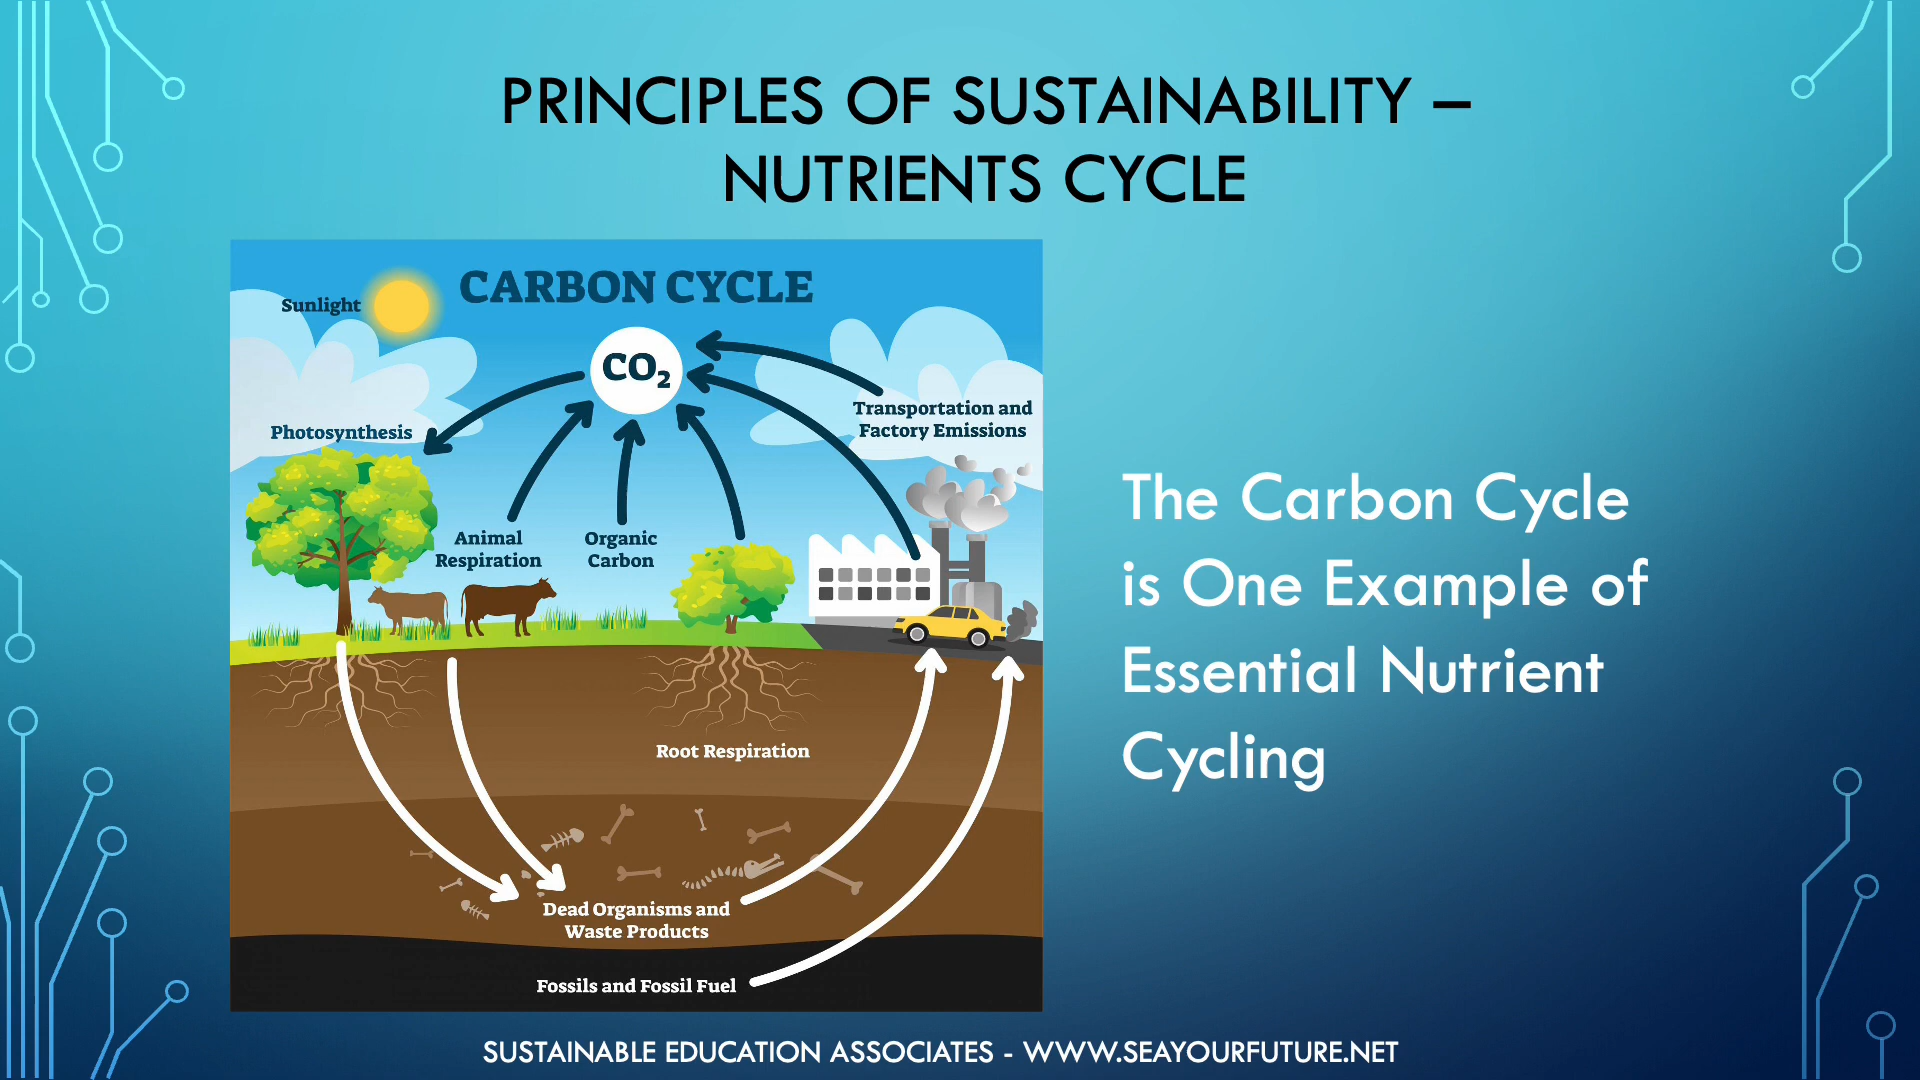 PRINCIPLES OF SUSTAINABILITY –
NUTRIENTS CYCLE
CARBON CYCLE
Sunlight
CO₂
Transportation and
Factory Emissions
Photosynthesis
Animal
Respiration
Organic
Carbon
Root Respiration
Dead Organisms and
Waste Products
Fossils and Fossil Fuel
The Carbon Cycle
is One Example of
Essential Nutrient
Cycling
SUSTAINABLE EDUCATION ASSOCIATES - WWW.SEAYOURFUTURE.NET